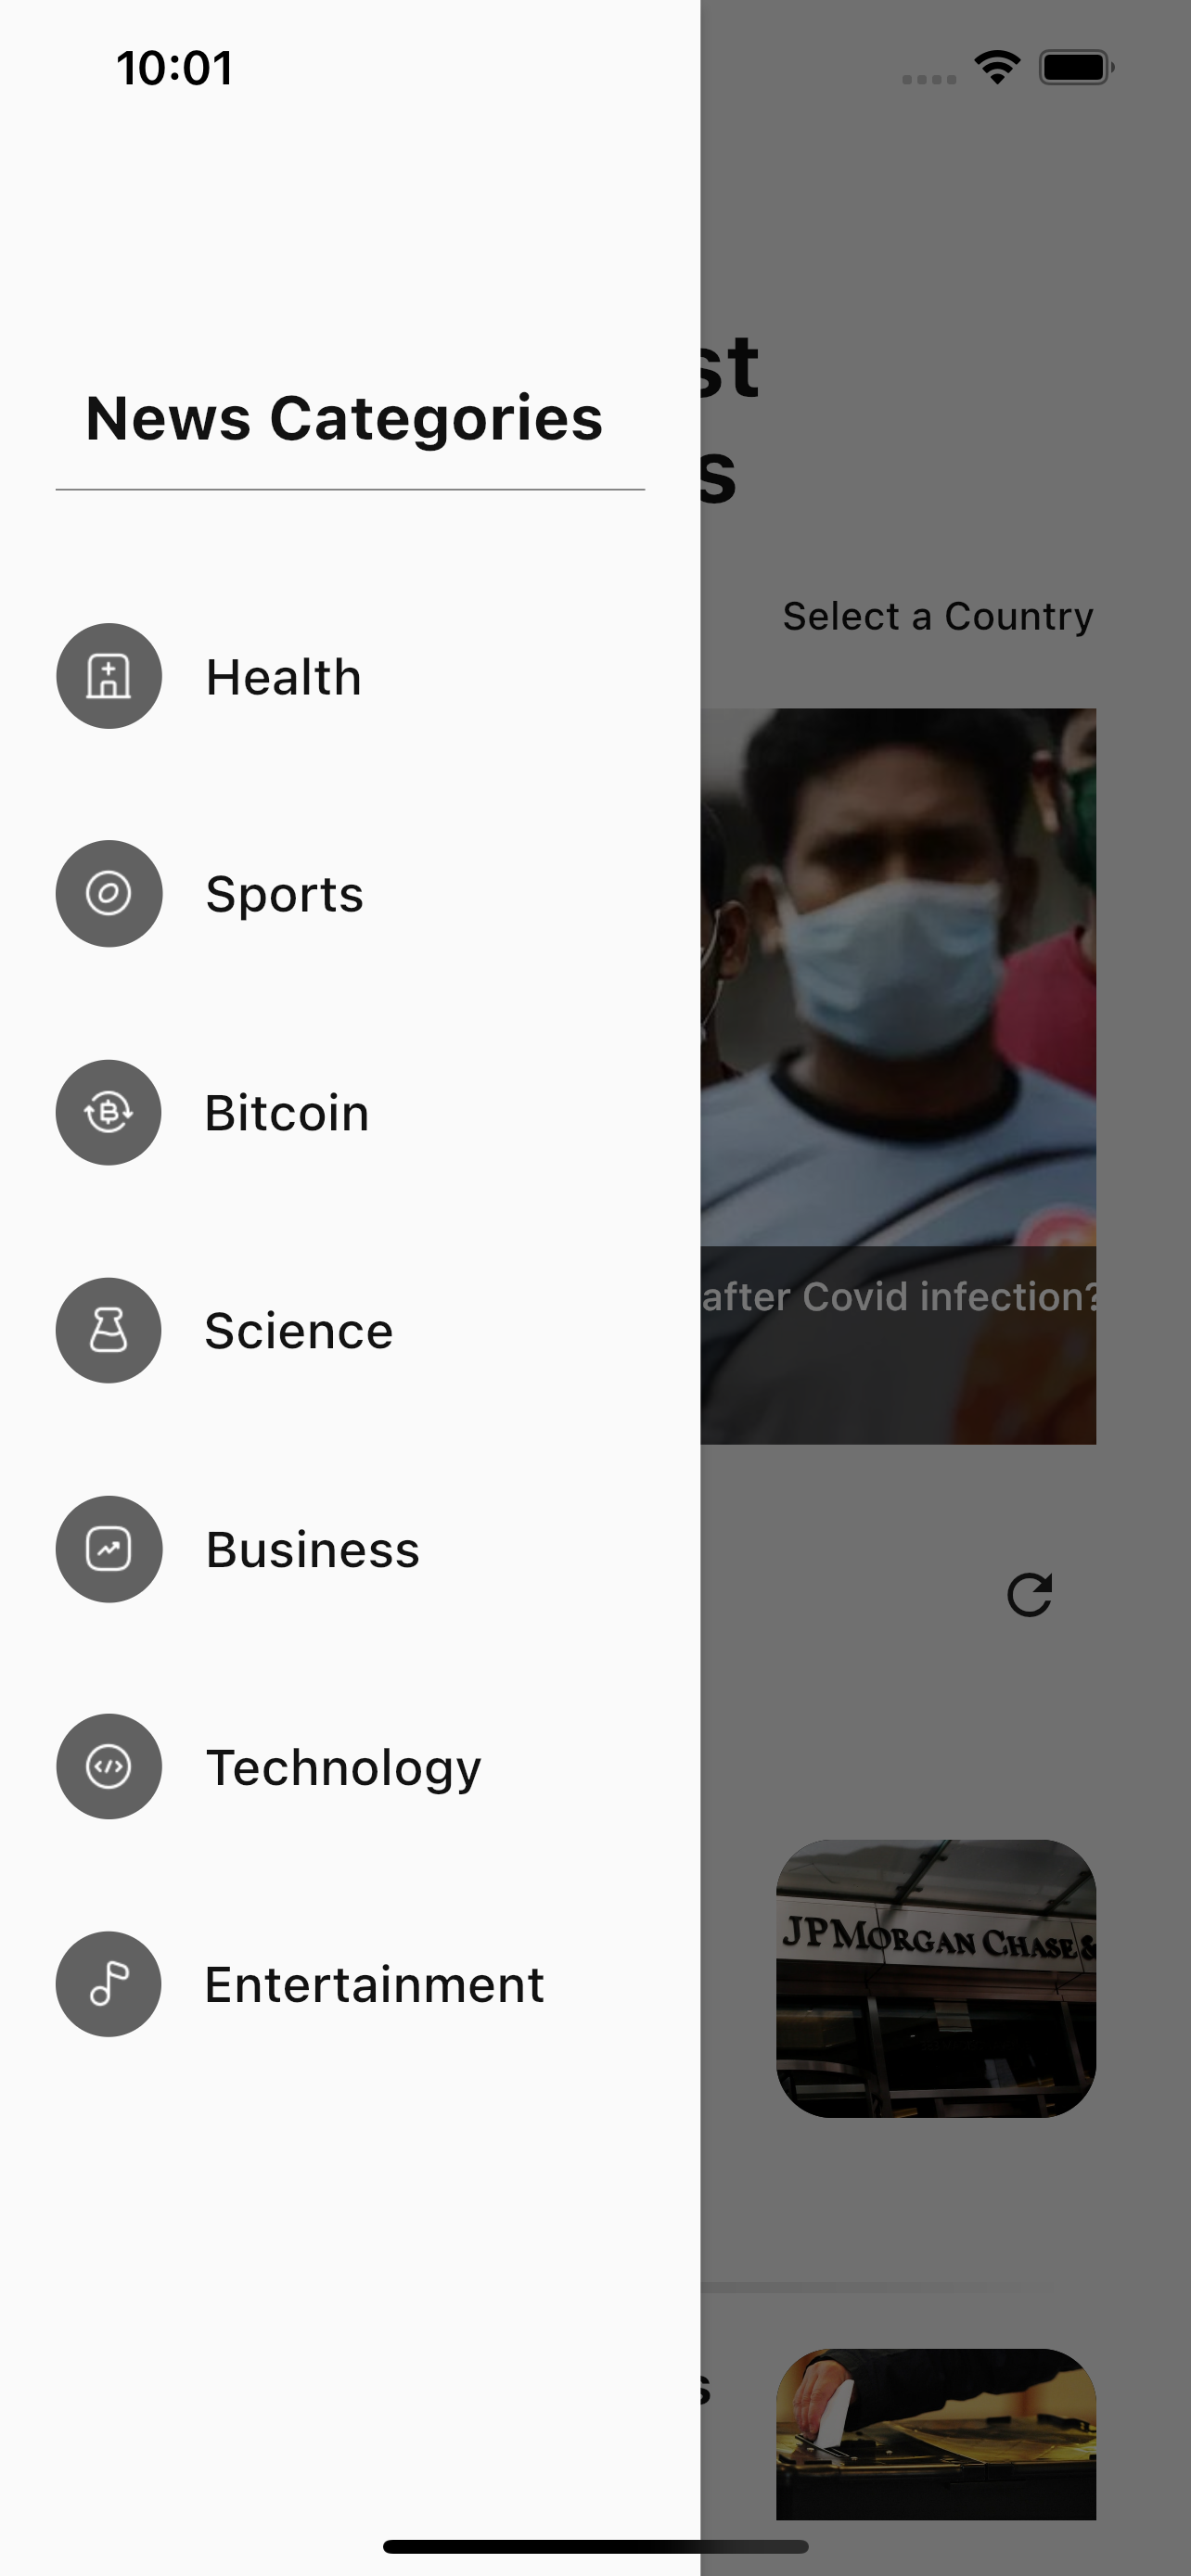 10:01
st
s
News Categories
Select a Country
Health
Sports
Bitcoin
after Covid infection?
Science
Business
Technology
JPMORGAN CHASE &
Entertainment
s